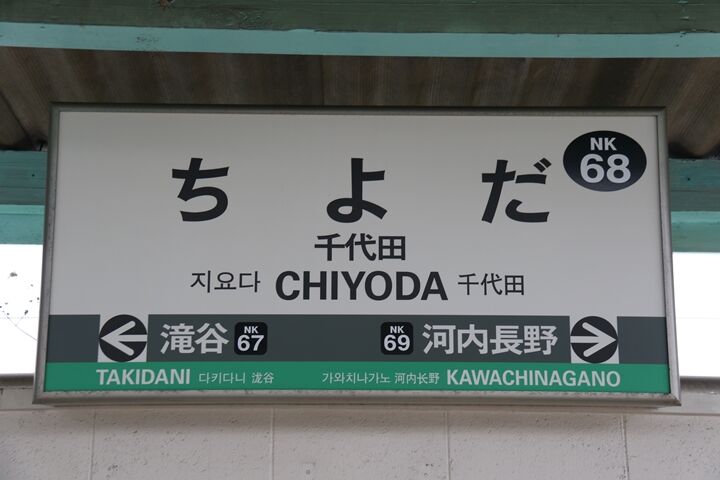 ちよだ
NK 68
千代田
지요다 CHIYODA 千代田
滝谷 NK 67 NK 69 河内長野
TAKIDANI 다키다니 泷谷 가와치나가노 河内长野 KAWACHINAGANO